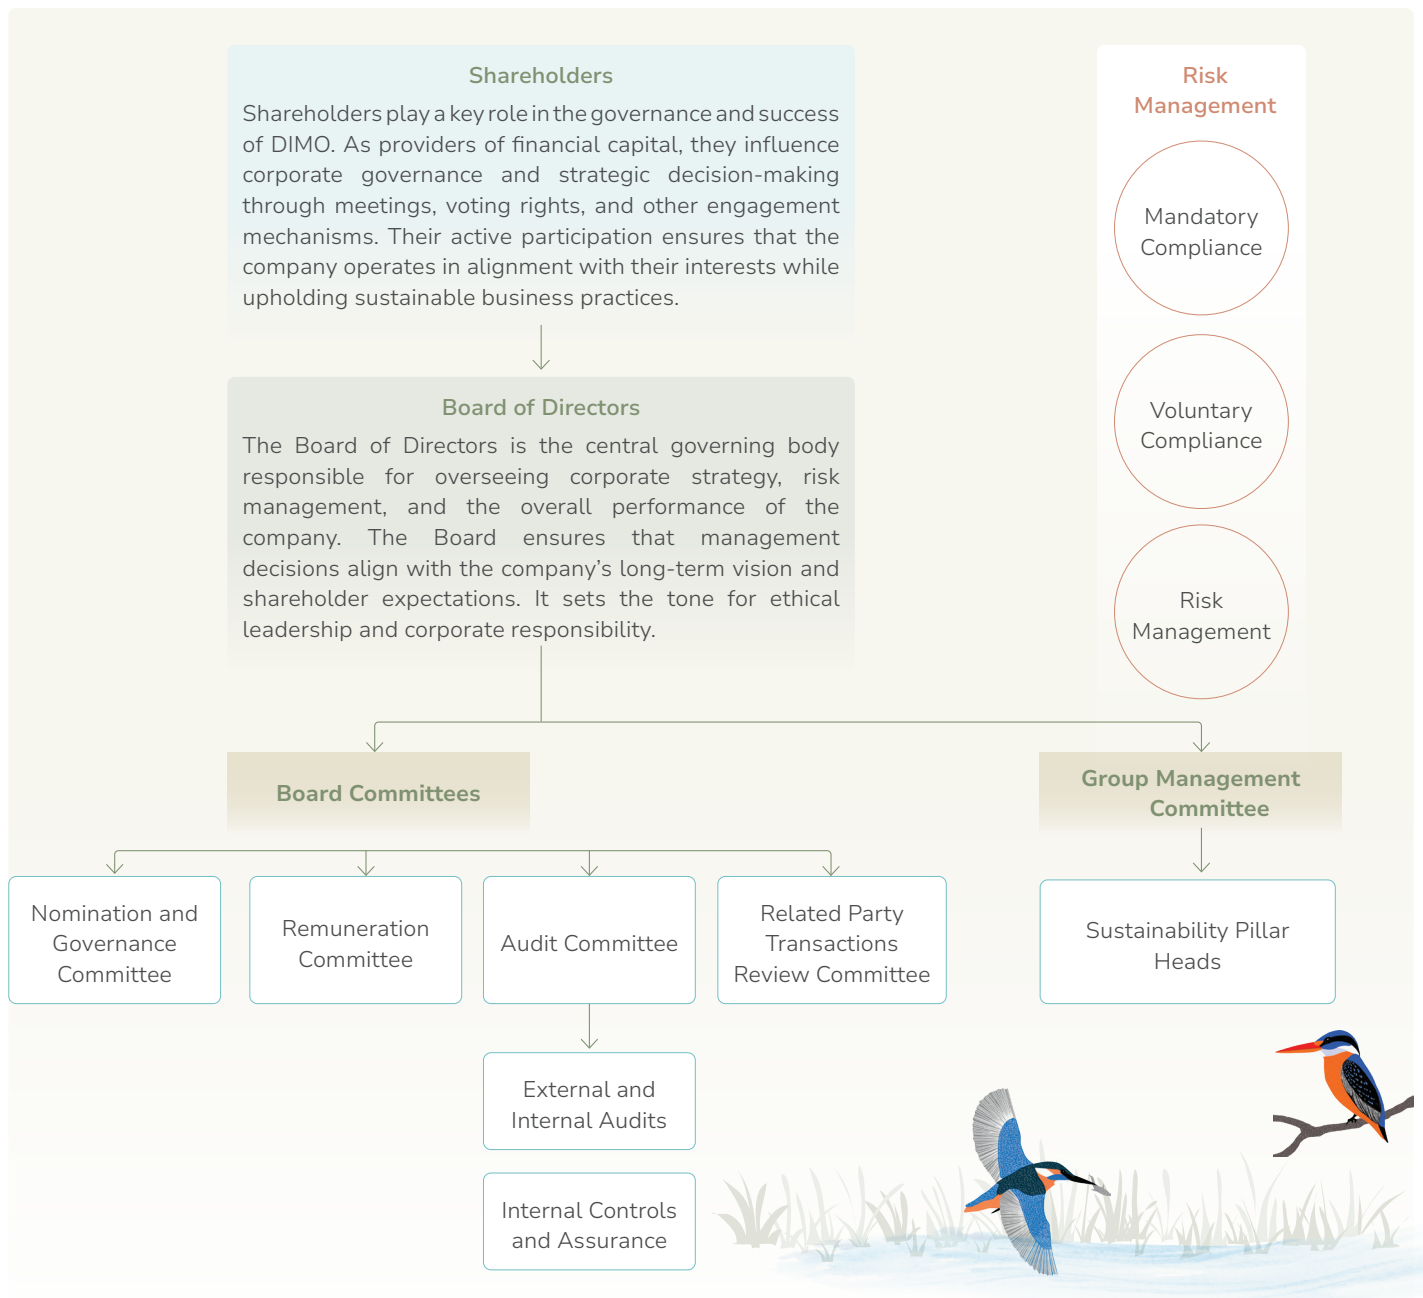 Shareholders
Shareholders play a key role in the governance and success
of DIMO. As providers of financial capital, they influence
corporate governance and strategic decision-making
through meetings, voting rights, and other engagement
mechanisms. Their active participation ensures that the
company operates in alignment with their interests while
upholding sustainable business practices.
Board of Directors
The Board of Directors is the central governing body
responsible for overseeing corporate strategy, risk
management, and the overall performance of the
company. The Board ensures that management
decisions align with the company’s long-term vision and
shareholder expectations. It sets the tone for ethical
leadership and corporate responsibility.
Risk
Management
Mandatory
Compliance
Voluntary
Compliance
Risk
Management
Board Committees
Group Management
Committee
Nomination and
Governance
Committee
Remuneration
Committee
Audit Committee
Related Party
Transactions
Review Committee
Sustainability Pillar
Heads
External and
Internal Audits
Internal Controls
and Assurance